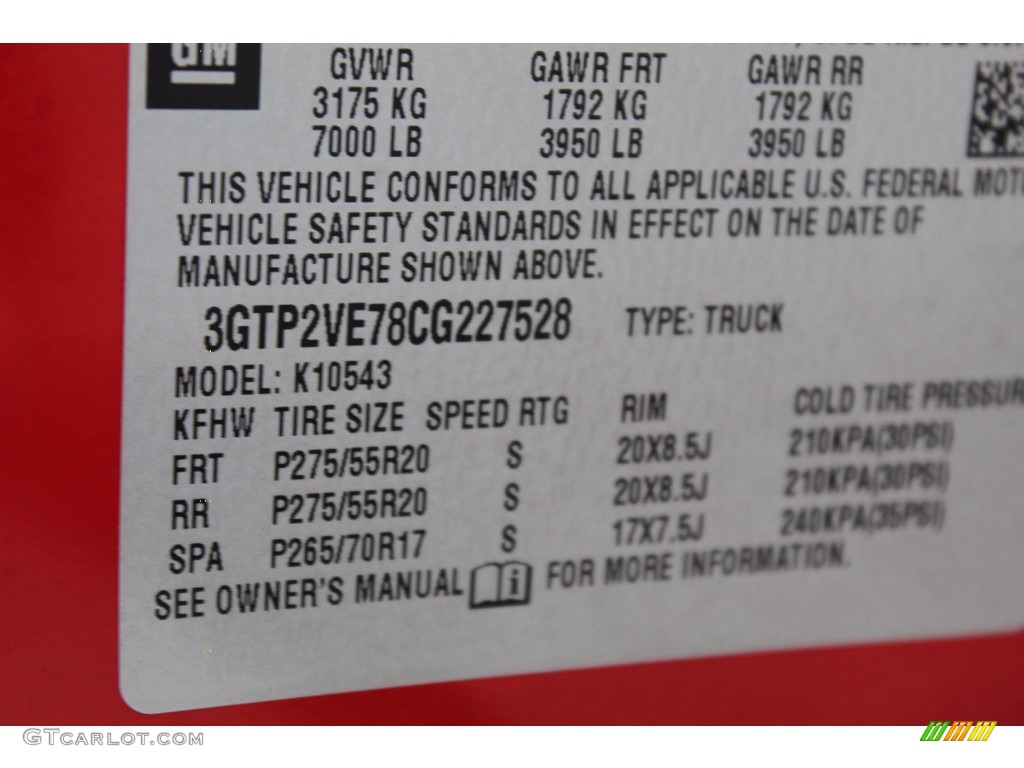 GM
GVWR GAWR FRT GAWR RR
3175 KG 1792 KG 1792 KG
7000 LB 3950 LB 3950 LB
THIS VEHICLE CONFORMS TO ALL APPLICABLE U.S. FEDERAL MOT
VEHICLE SAFETY STANDARDS IN EFFECT ON THE DATE OF
MANUFACTURE SHOWN ABOVE.
3GTP2VE78CG227528 TYPE: TRUCK
MODEL: K10543
KFHW TIRE SIZE SPEED RTG RIM COLD TIRE PRESSUR
FRT P275/55R20 S 20X8.5J 210KPA(30PSI)
RR P275/55R20 S 20X8.5J 210KPA(30PSI)
SPA P265/70R17 S 17X7.5J 240KPA(35PSI)
SEE OWNER'S MANUAL i FOR MORE INFORMATION.
GTCARLOT.COM